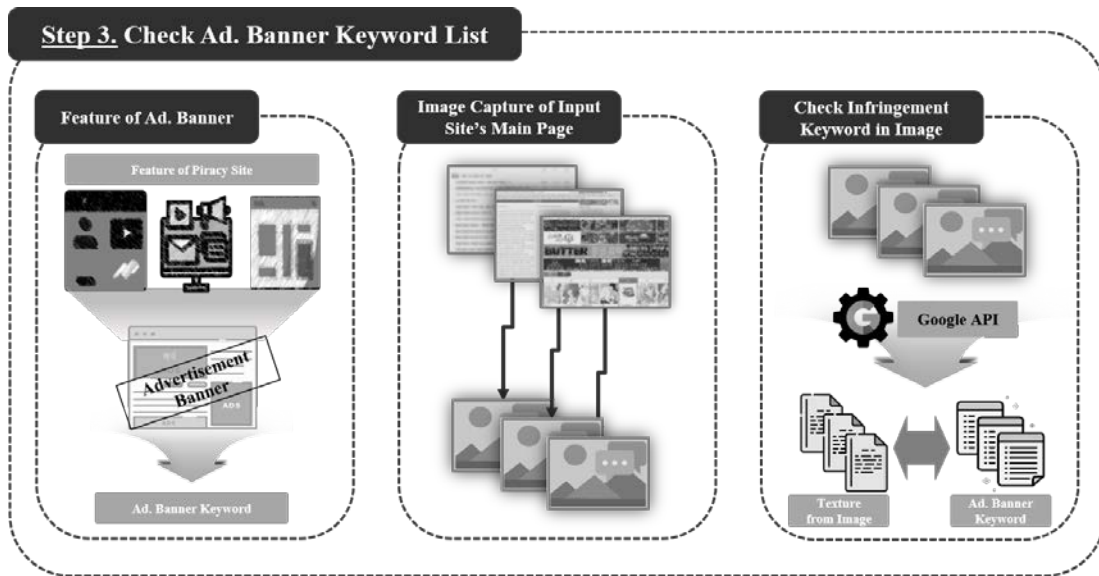 Step 3. Check Ad. Banner Keyword List
Feature of Ad. Banner
Feature of Piracy Site
Advertisement
Banner
ADS
Ad. Banner Keyword
Image Capture of Input
Site's Main Page
BUTTER
Check Infringement
Keyword in Image
G
Google API
Texture
from Image
Ad. Banner
Keyword